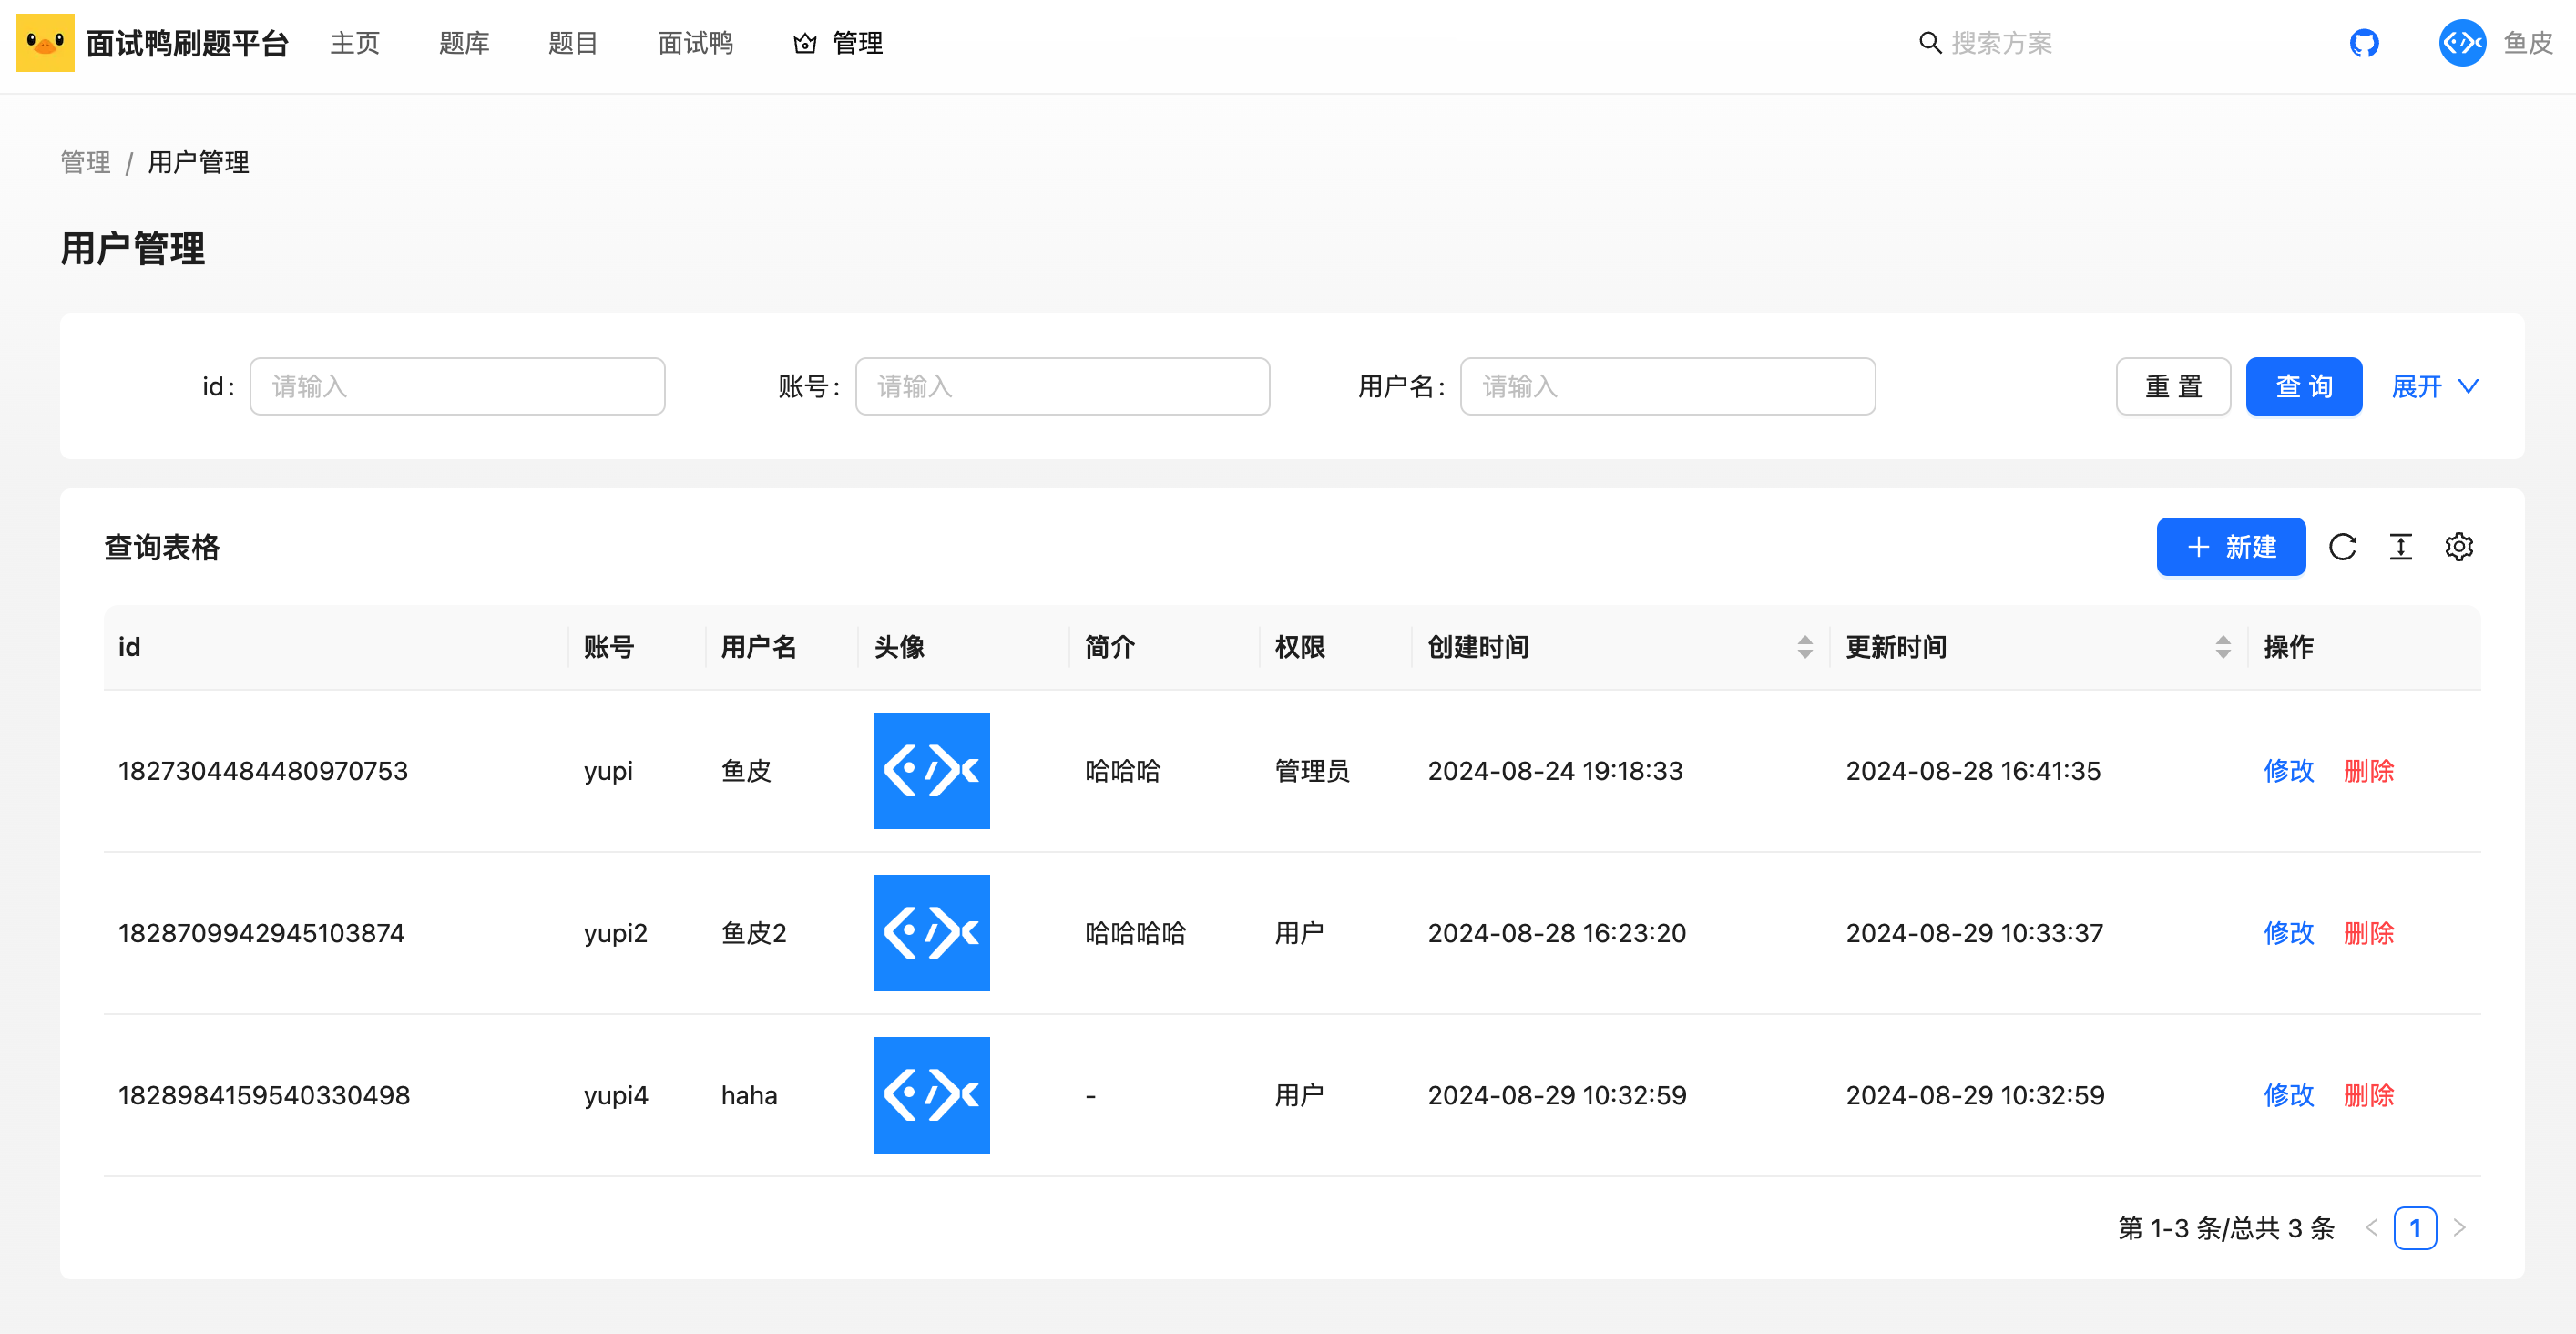 面试鸭刷题平台 主页 题库 题目 面试鸭 管理 搜索方案 鱼皮
管理 / 用户管理
用户管理
id: 请输入 账号: 请输入 用户名: 请输入 重 置 查 询 展开
查询表格 + 新建
id 账号 用户名 头像 简介 权限 创建时间 更新时间 操作
1827304484480970753 yupi 鱼皮 哈哈哈 管理员 2024-08-24 19:18:33 2024-08-28 16:41:35 修改 删除
1828709942945103874 yupi2 鱼皮2 哈哈哈哈 用户 2024-08-28 16:23:20 2024-08-29 10:33:37 修改 删除
1828984159540330498 yupi4 haha - 用户 2024-08-29 10:32:59 2024-08-29 10:32:59 修改 删除
第 1-3 条/总共 3 条 < 1 >